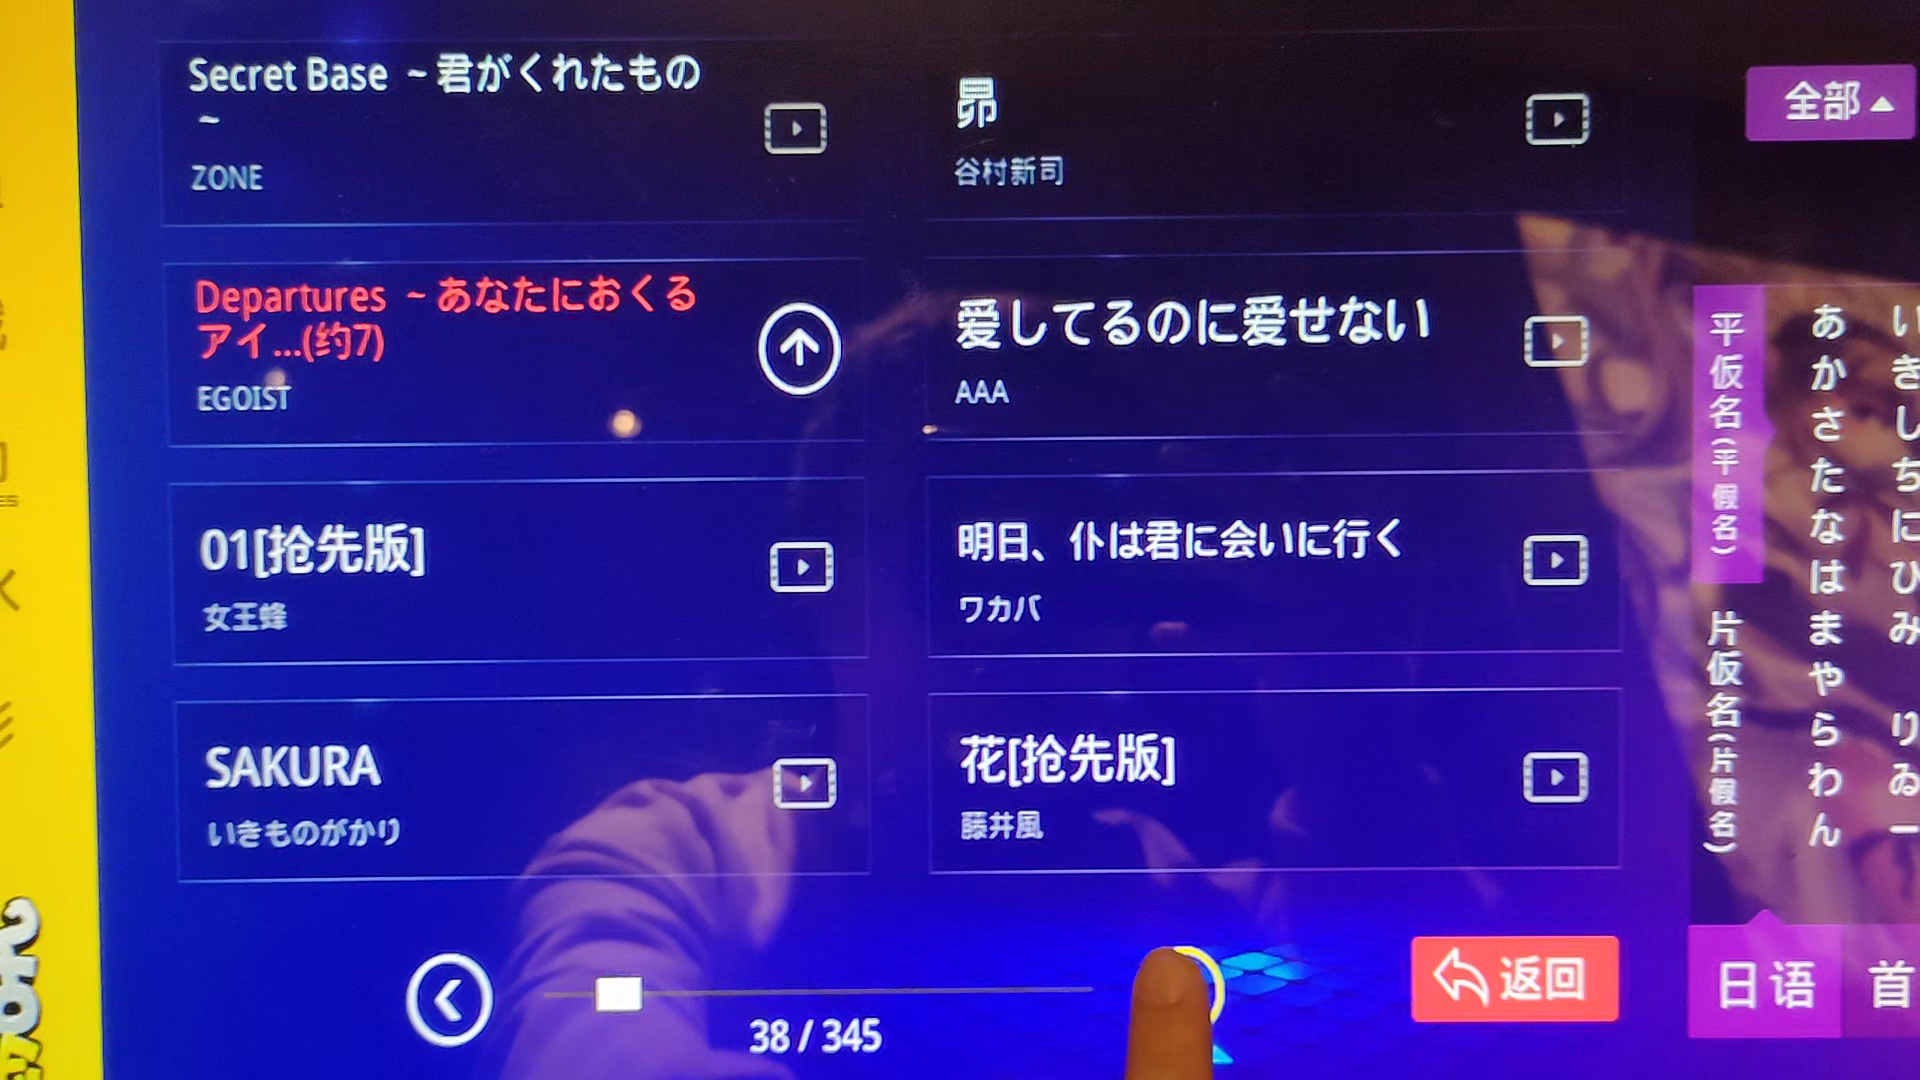 Secret Base ～君がくれたもの
～
ZONE
昴
谷村新司
全部
Departures ～あなたにおくる
アイ...(约7)
EGOIST
愛してるのに愛せない
AAA
01[抢先版]
女王蜂
明日、仆は君に会いに行く
ワカバ
SAKURA
いきものがかり
花[抢先版]
藤井風
38 / 345
返回
平仮名(平假名)
片仮名(片假名)
あかさたなはまやらわん
いきしちにひみ りゐー
日语
首